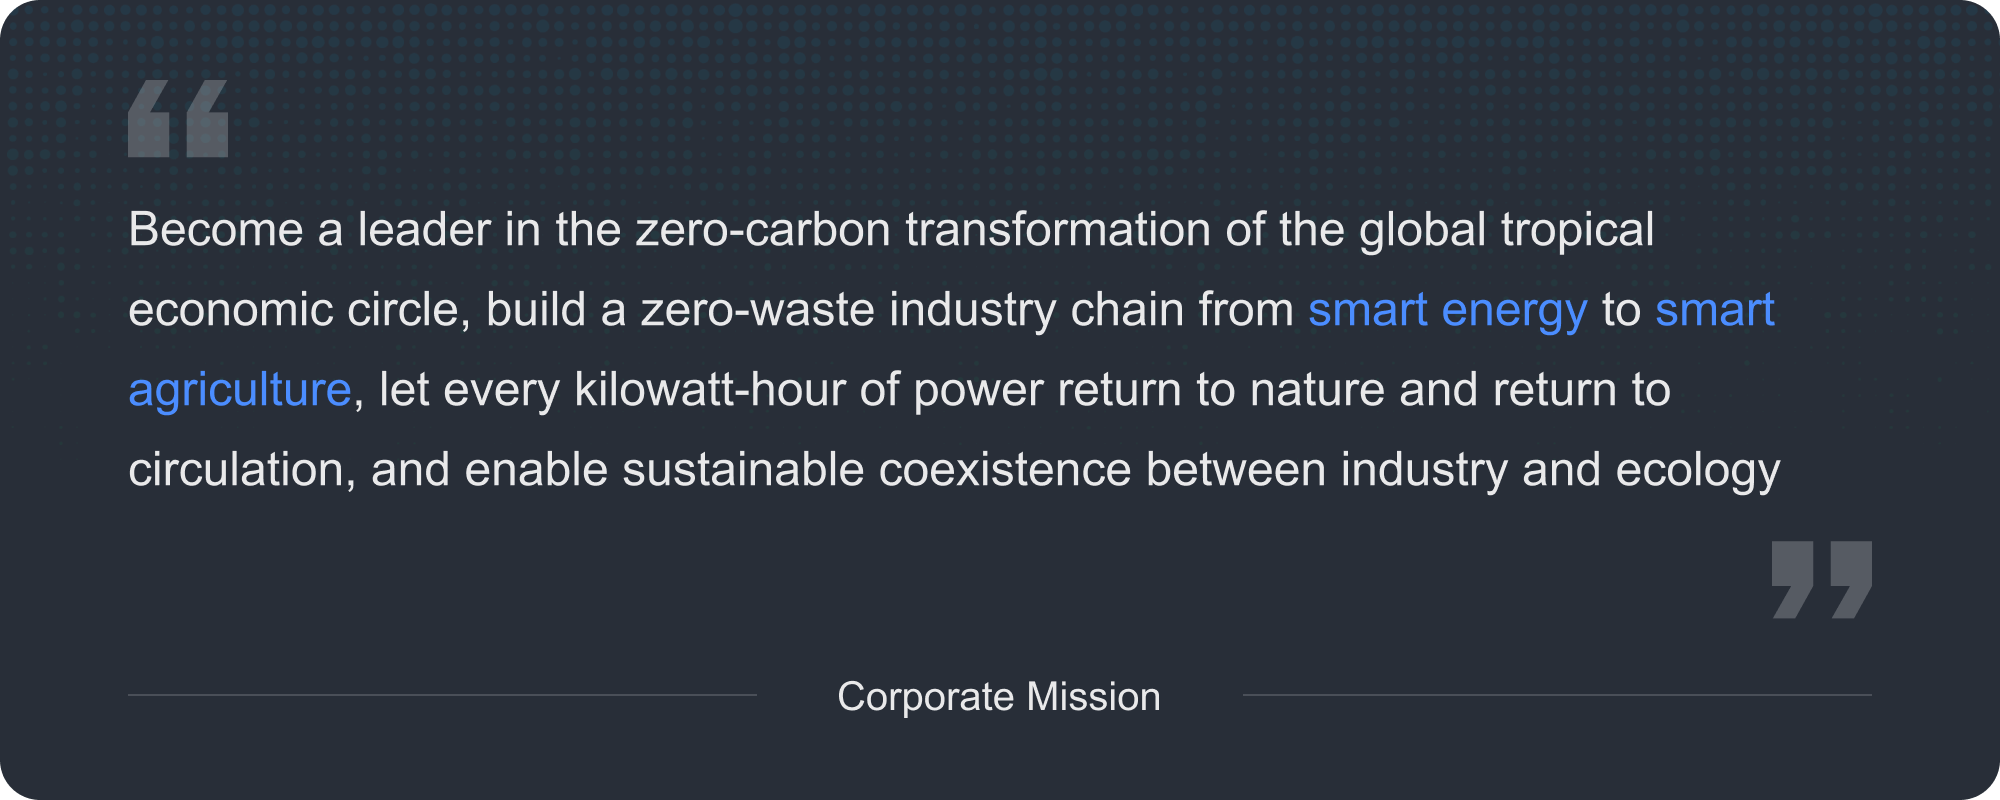 “
Become a leader in the zero-carbon transformation of the global tropical
economic circle, build a zero-waste industry chain from smart energy to smart
agriculture, let every kilowatt-hour of power return to nature and return to
circulation, and enable sustainable coexistence between industry and ecology
”
Corporate Mission